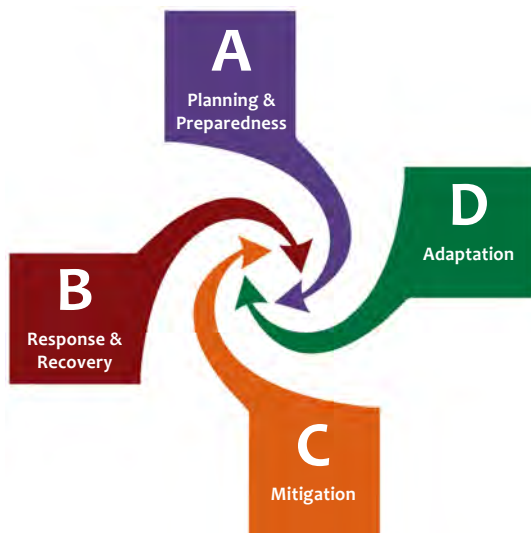 A
Planning &
Preparedness
B
Response &
Recovery
C
Mitigation
D
Adaptation